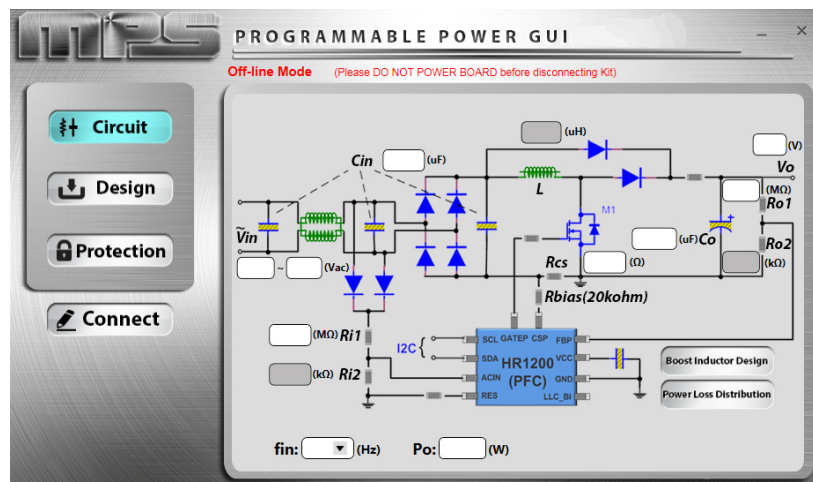 MPS PROGRAMMABLE POWER GUI
Off-line Mode (Please DO NOT POWER BOARD before disconnecting Kit)
Circuit
Design
Protection
Connect
(uH)
(V)
Cin (uF)
Vo
L
(MΩ)
Ro1
M1
~
Vin
(uF) Co
Ro2
~ (Vac)
Rcs
(Ω)
(kΩ)
Rbias(20kohm)
(MΩ) Ri1
I2C {
SCL GATEP CSP FBP
SDA HR1200 VCC
(kΩ) Ri2
ACIN (PFC) GND
RES LLC_BI
Boost Inductor Design
Power Loss Distribution
fin: (Hz) Po: (W)